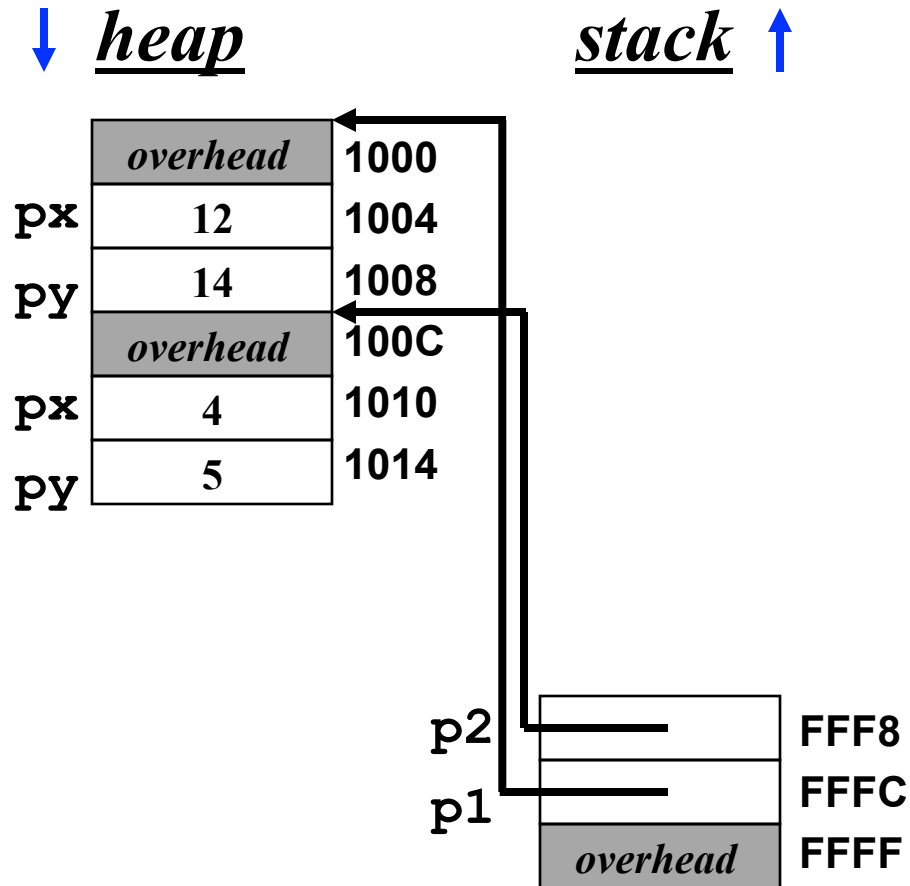 heap stack
overhead 1000
px 12 1004
py 14 1008
overhead 100C
px 4 1010
py 5 1014
p2 FFF8
p1 FFFC
overhead FFFF